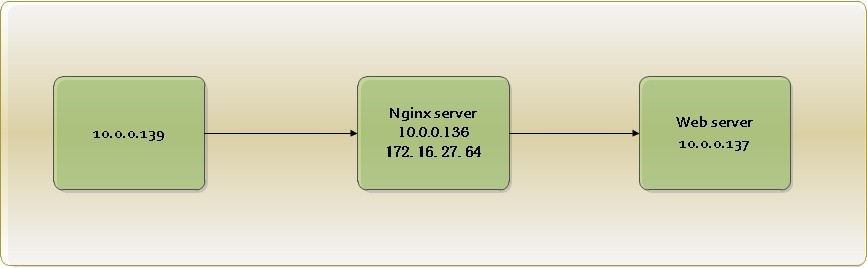 10.0.0.139
Nginx server
10.0.0.136
172. 16. 27. 64
Web server
10.0.0.137